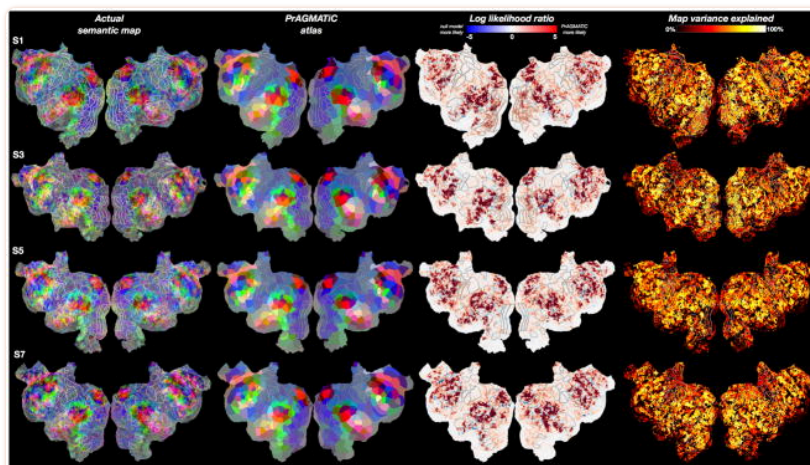 Actual
semantic map
PrAGMATiC
atlas
Log likelihood ratio
null model
more likely
PrAGMATiC
more likely
-5 0 5
Map variance explained
0% 100%
S1
S3
S5
S7